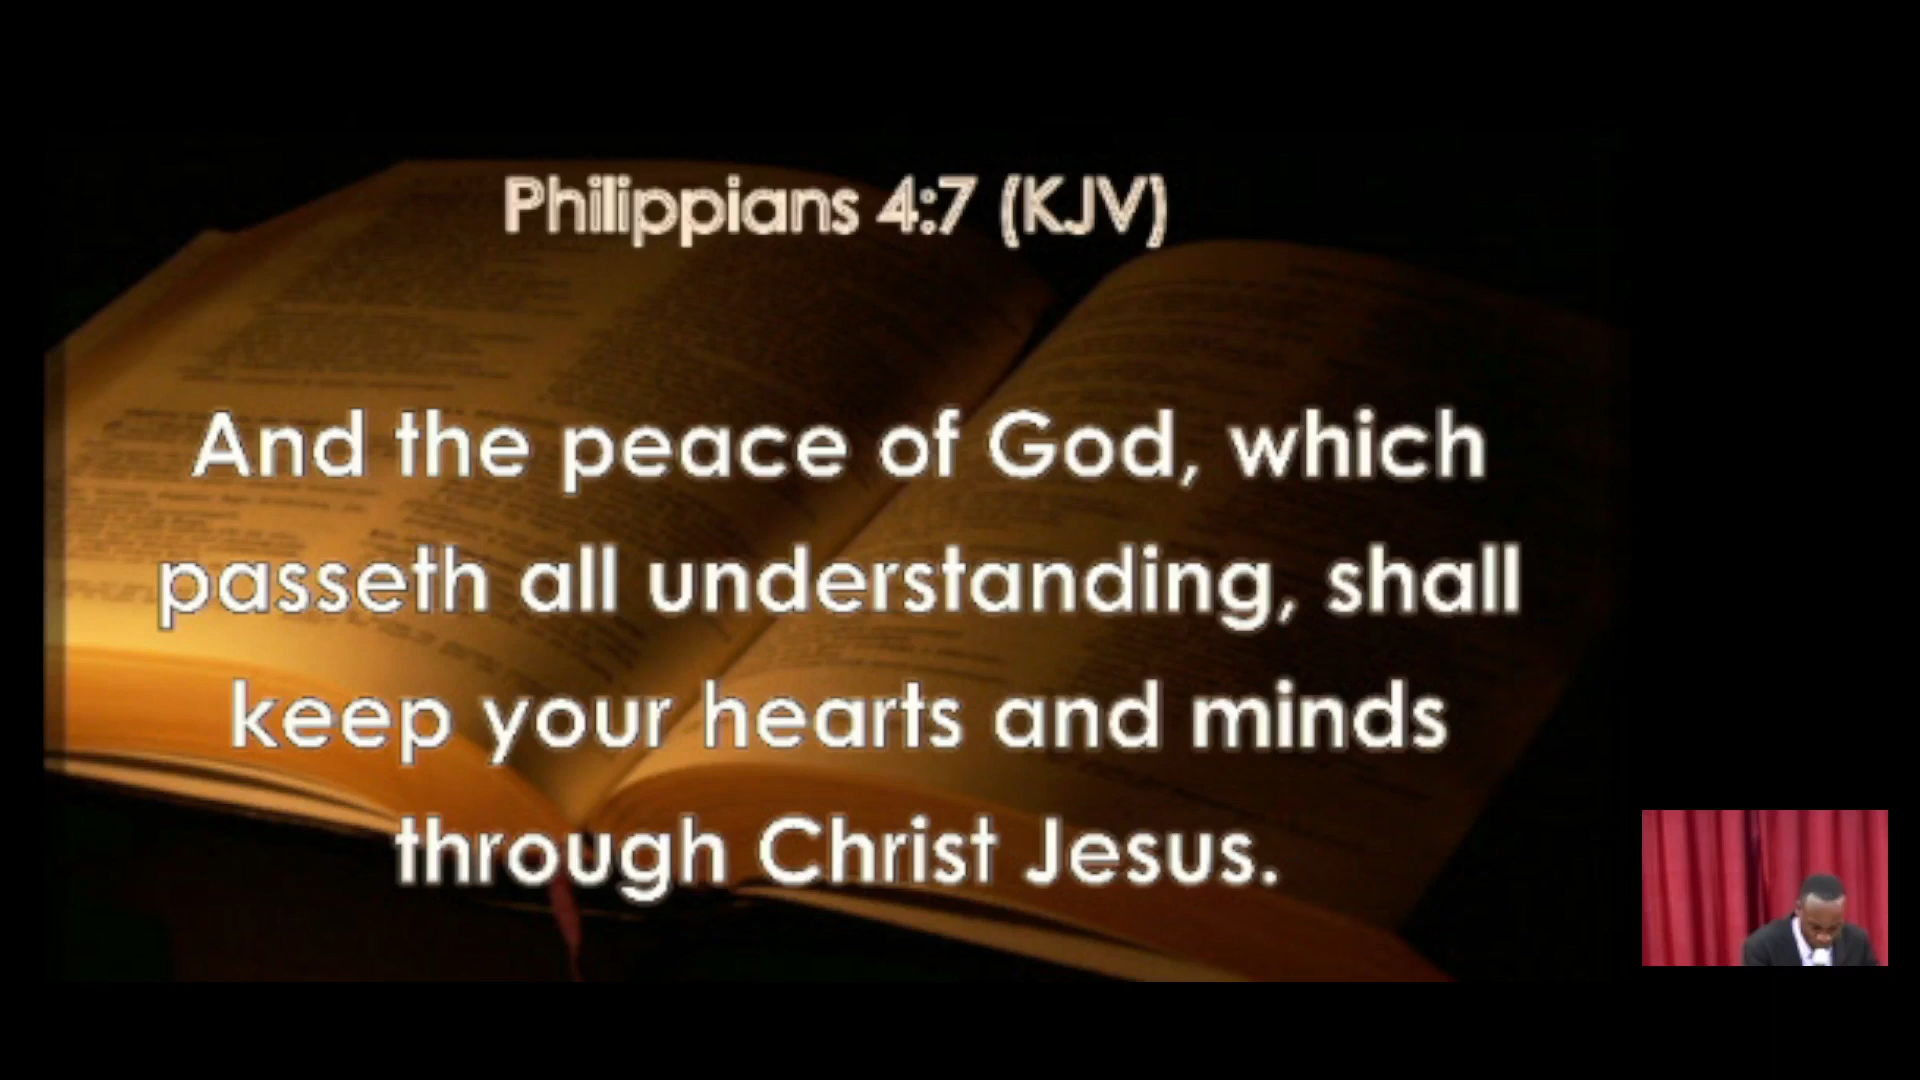 Philippians 4:7 (KJV)
And the peace of God, which
passeth all understanding, shall
keep your hearts and minds
through Christ Jesus.